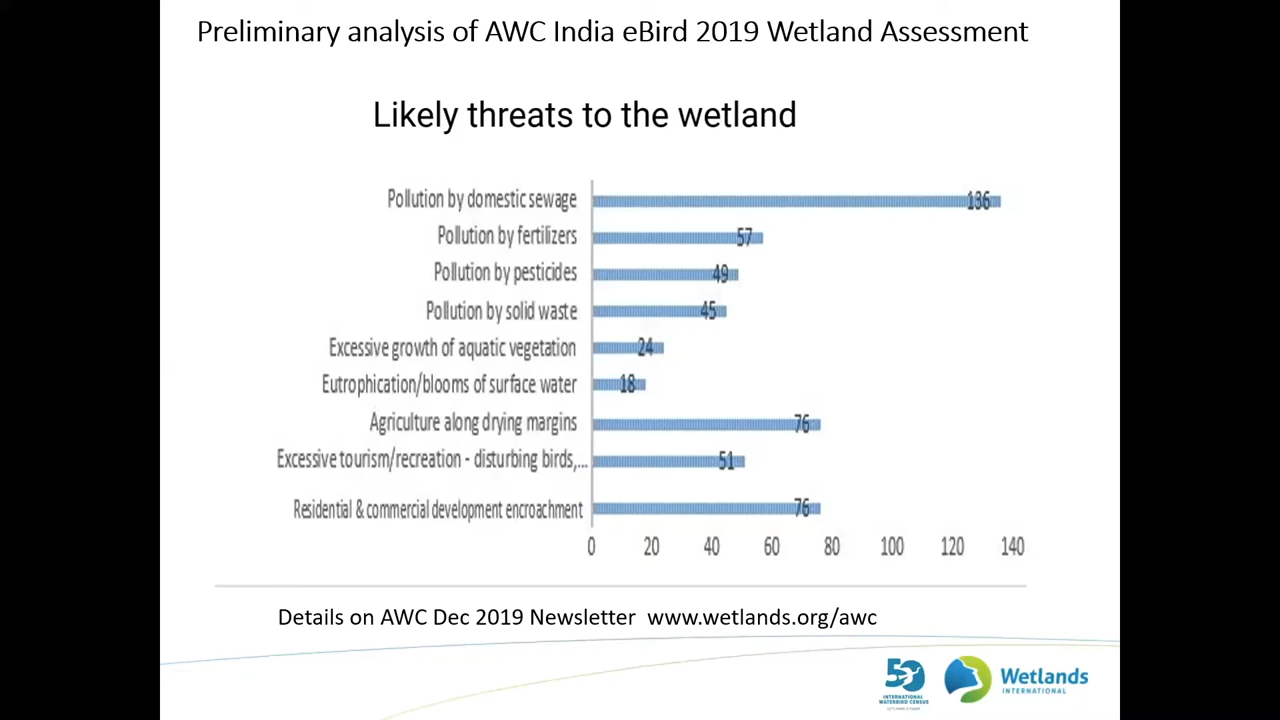 Preliminary analysis of AWC India eBird 2019 Wetland Assessment
Likely threats to the wetland
Pollution by domestic sewage 136
Pollution by fertilizers 57
Pollution by pesticides 49
Pollution by solid waste 45
Excessive growth of aquatic vegetation 24
Eutrophication/blooms of surface water 18
Agriculture along drying margins 76
Excessive tourism/recreation - disturbing birds,... 51
Residential & commercial development encroachment 76
0 20 40 60 80 100 120 140
Details on AWC Dec 2019 Newsletter www.wetlands.org/awc
50
INTERNATIONAL
WATERBIRD CENSUS
Wetlands
INTERNATIONAL